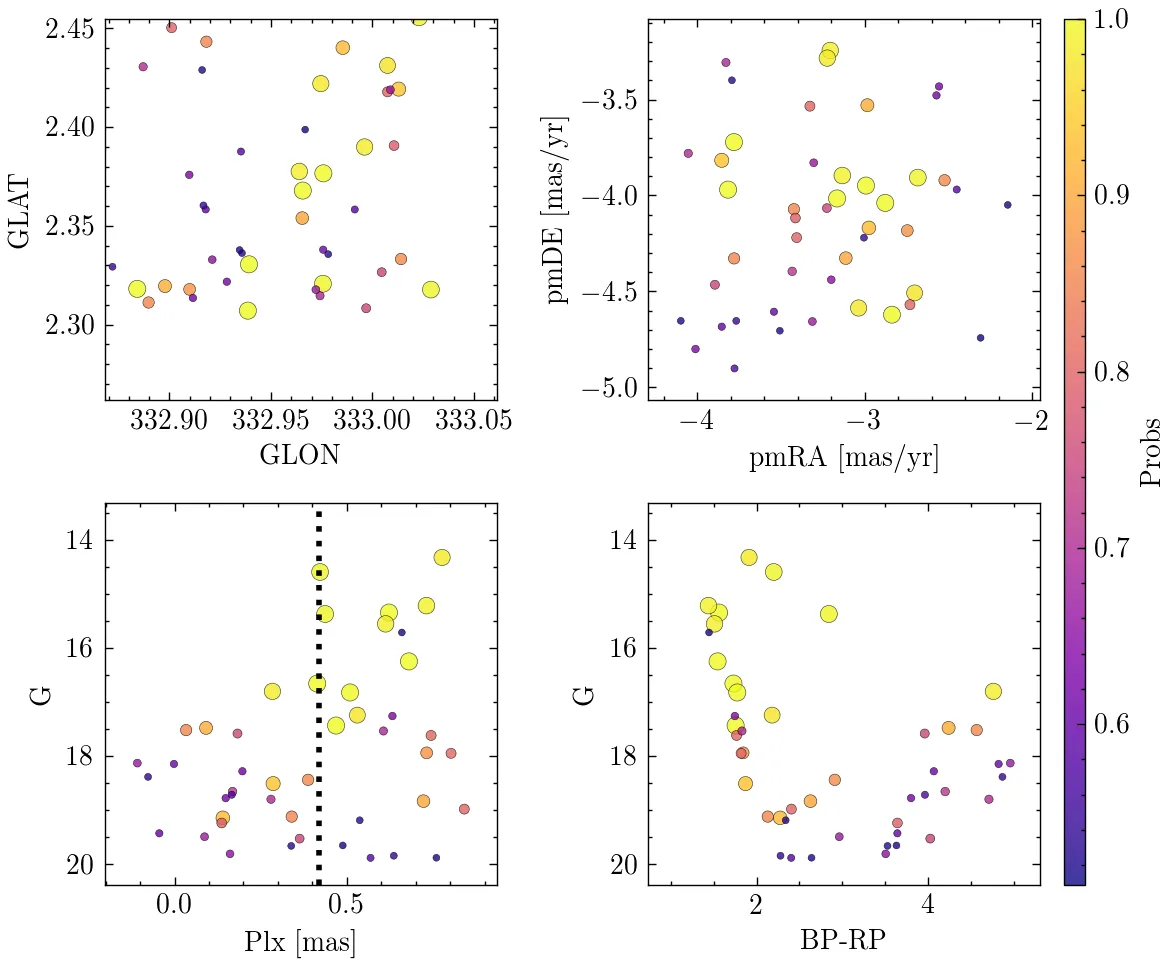 2.45
2.40
2.35
2.30
GLAT
332.90 332.95 333.00 333.05
GLON
−3.5
−4.0
−4.5
−5.0
pmDE [mas/yr]
−4 −3 −2
pmRA [mas/yr]
1.0
0.9
0.8
0.7
0.6
Probs
14
16
18
20
G
0.0 0.5
Plx [mas]
14
16
18
20
G
2 4
BP-RP